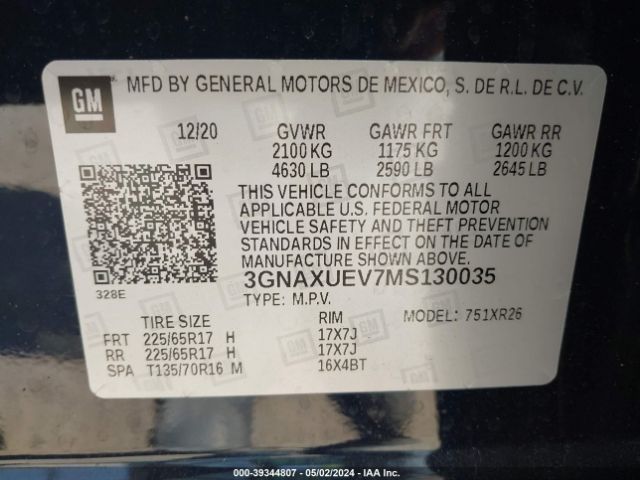 GM
MFD BY GENERAL MOTORS DE MEXICO, S. DE R.L. DE C.V.
12/20 GVWR GAWR FRT GAWR RR
2100 KG 1175 KG 1200 KG
4630 LB 2590 LB 2645 LB
THIS VEHICLE CONFORMS TO ALL
APPLICABLE U.S. FEDERAL MOTOR
VEHICLE SAFETY AND THEFT PREVENTION
STANDARDS IN EFFECT ON THE DATE OF
MANUFACTURE SHOWN ABOVE.
328E
3GNAXUEV7MS130035
TYPE: M.P.V.
TIRE SIZE RIM MODEL: 751XR26
FRT 225/65R17 H 17X7J
RR 225/65R17 H 17X7J
SPA T135/70R16 M 16X4BT
000-39344807 - 05/02/2024 - IAA Inc.